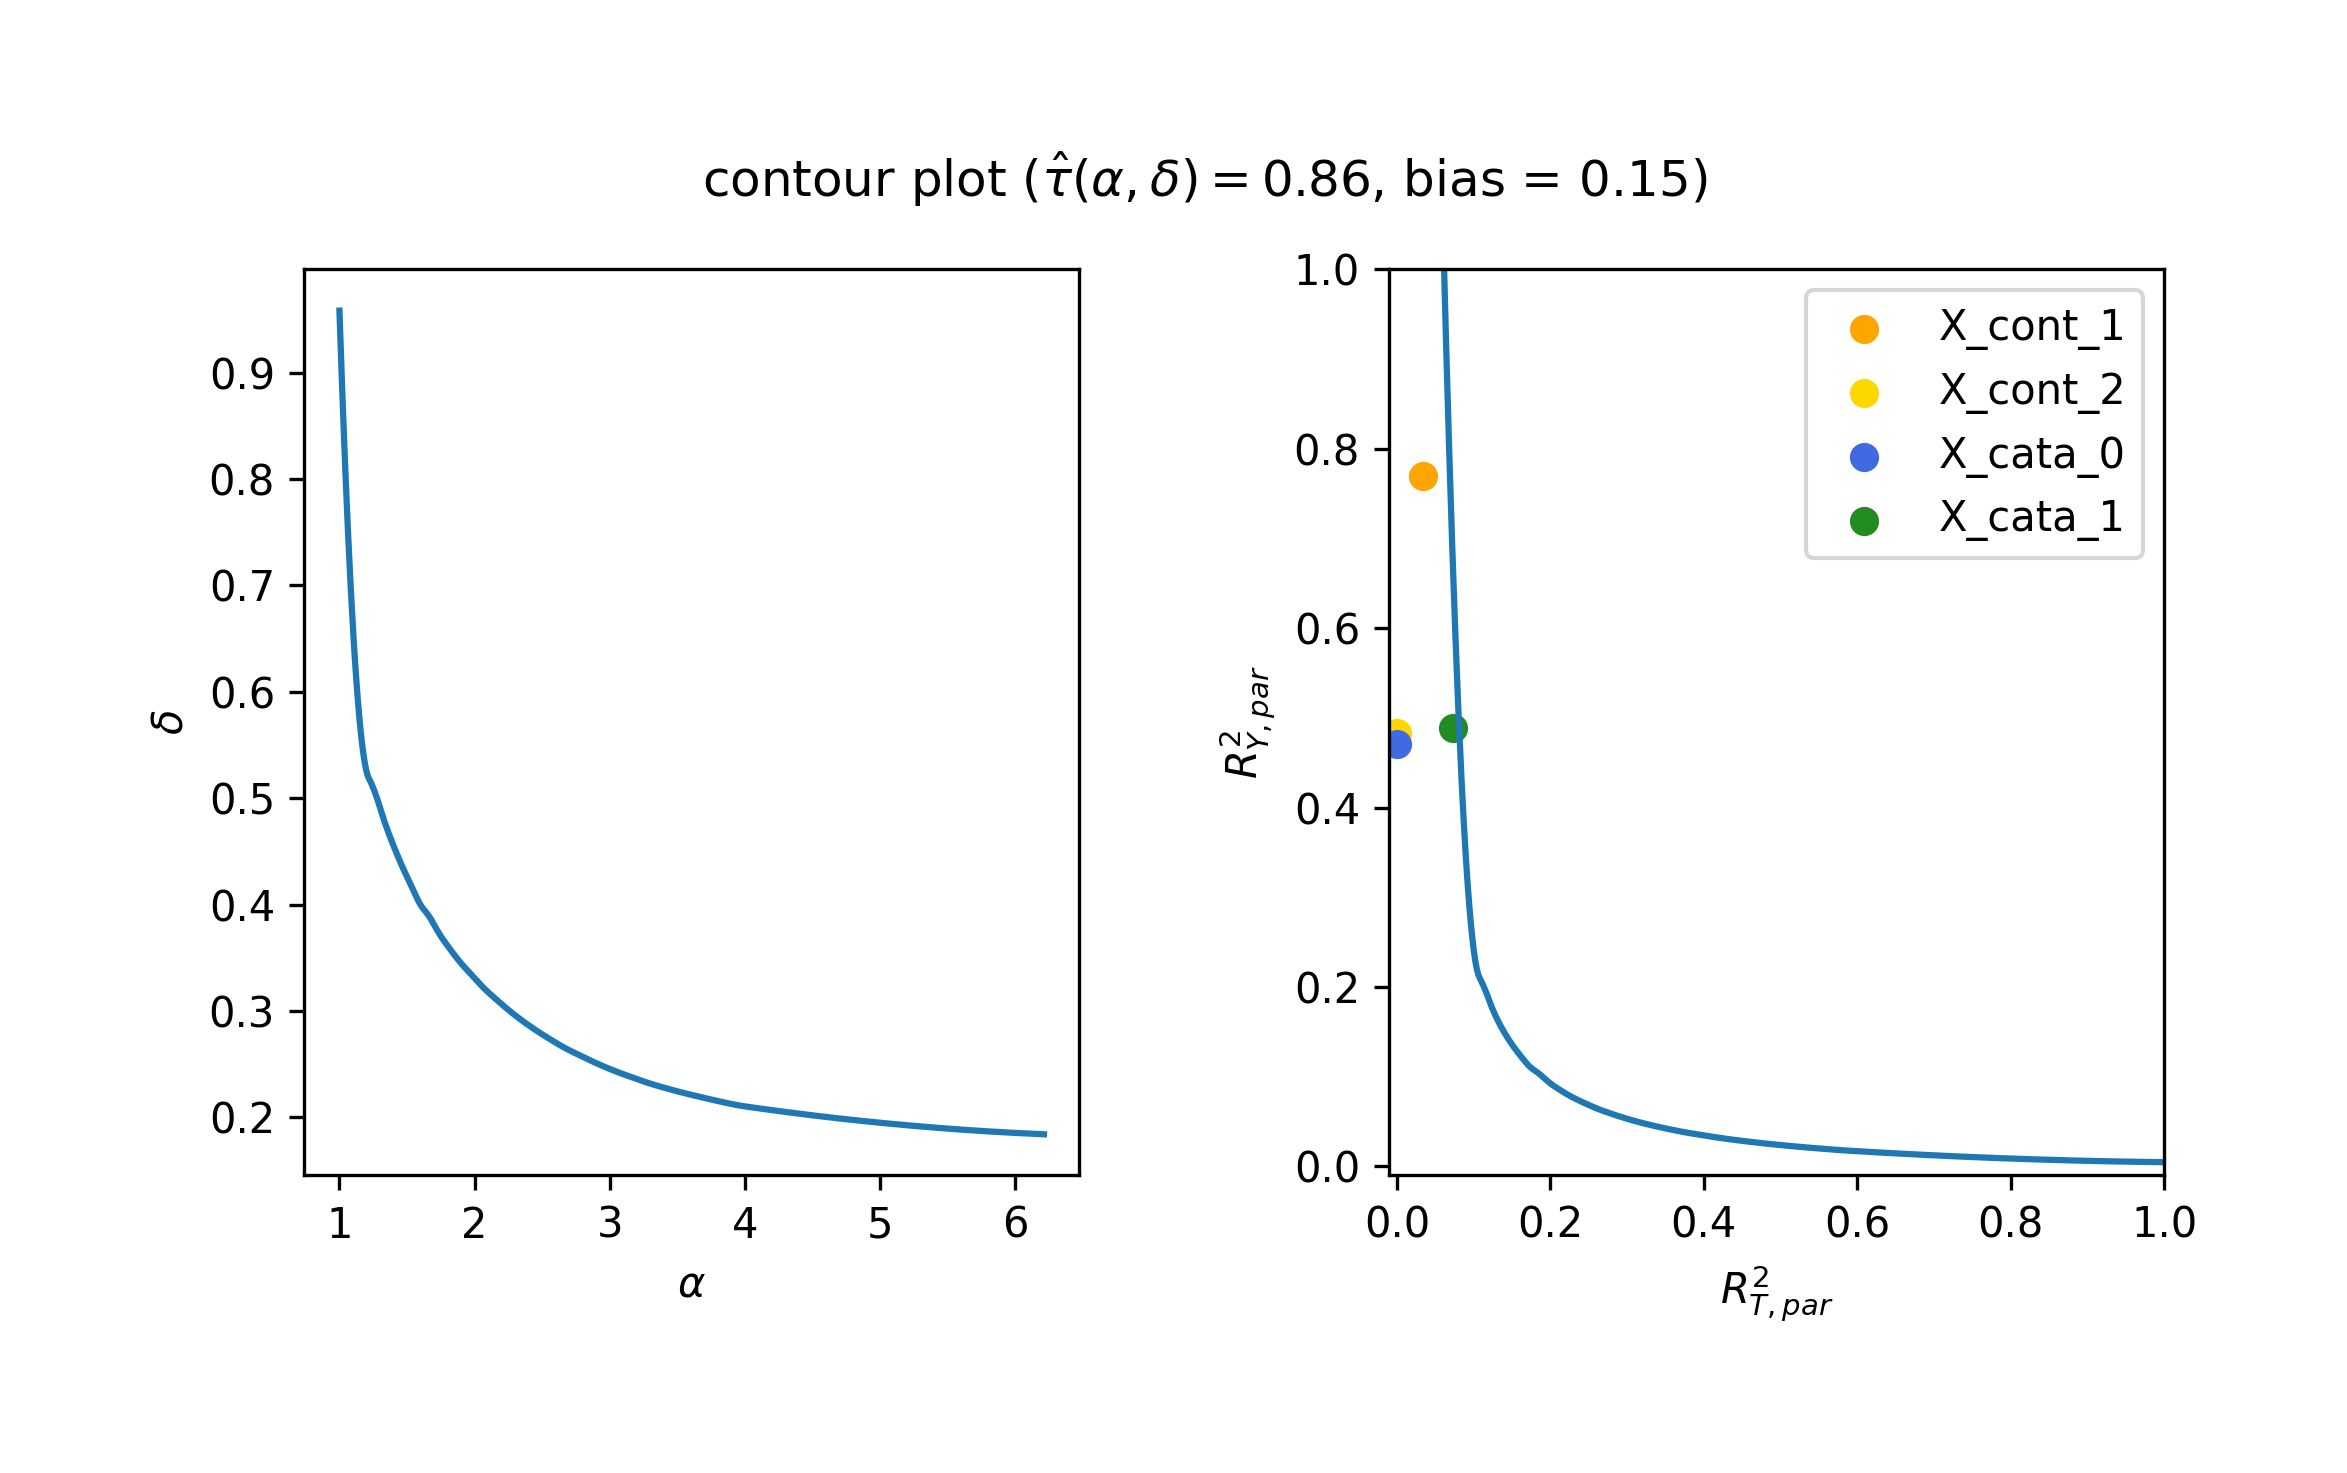 contour plot (τ̂(α, δ) = 0.86, bias = 0.15)
0.9
0.8
0.7
0.6
0.5
0.4
0.3
0.2
δ
1 2 3 4 5 6
α
1.0
0.8
0.6
0.4
0.2
0.0
R²Y,par
0.0 0.2 0.4 0.6 0.8 1.0
R²T,par
X_cont_1
X_cont_2
X_cata_0
X_cata_1